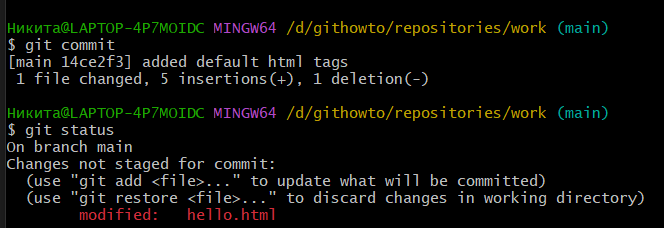 Никита@LAPTOP-4P7MOIDC MINGW64 /d/githowto/repositories/work (main)
$ git commit
[main 14ce2f3] added default html tags
 1 file changed, 5 insertions(+), 1 deletion(-)

Никита@LAPTOP-4P7MOIDC MINGW64 /d/githowto/repositories/work (main)
$ git status
On branch main
Changes not staged for commit:
  (use "git add <file>..." to update what will be committed)
  (use "git restore <file>..." to discard changes in working directory)
        modified:   hello.html